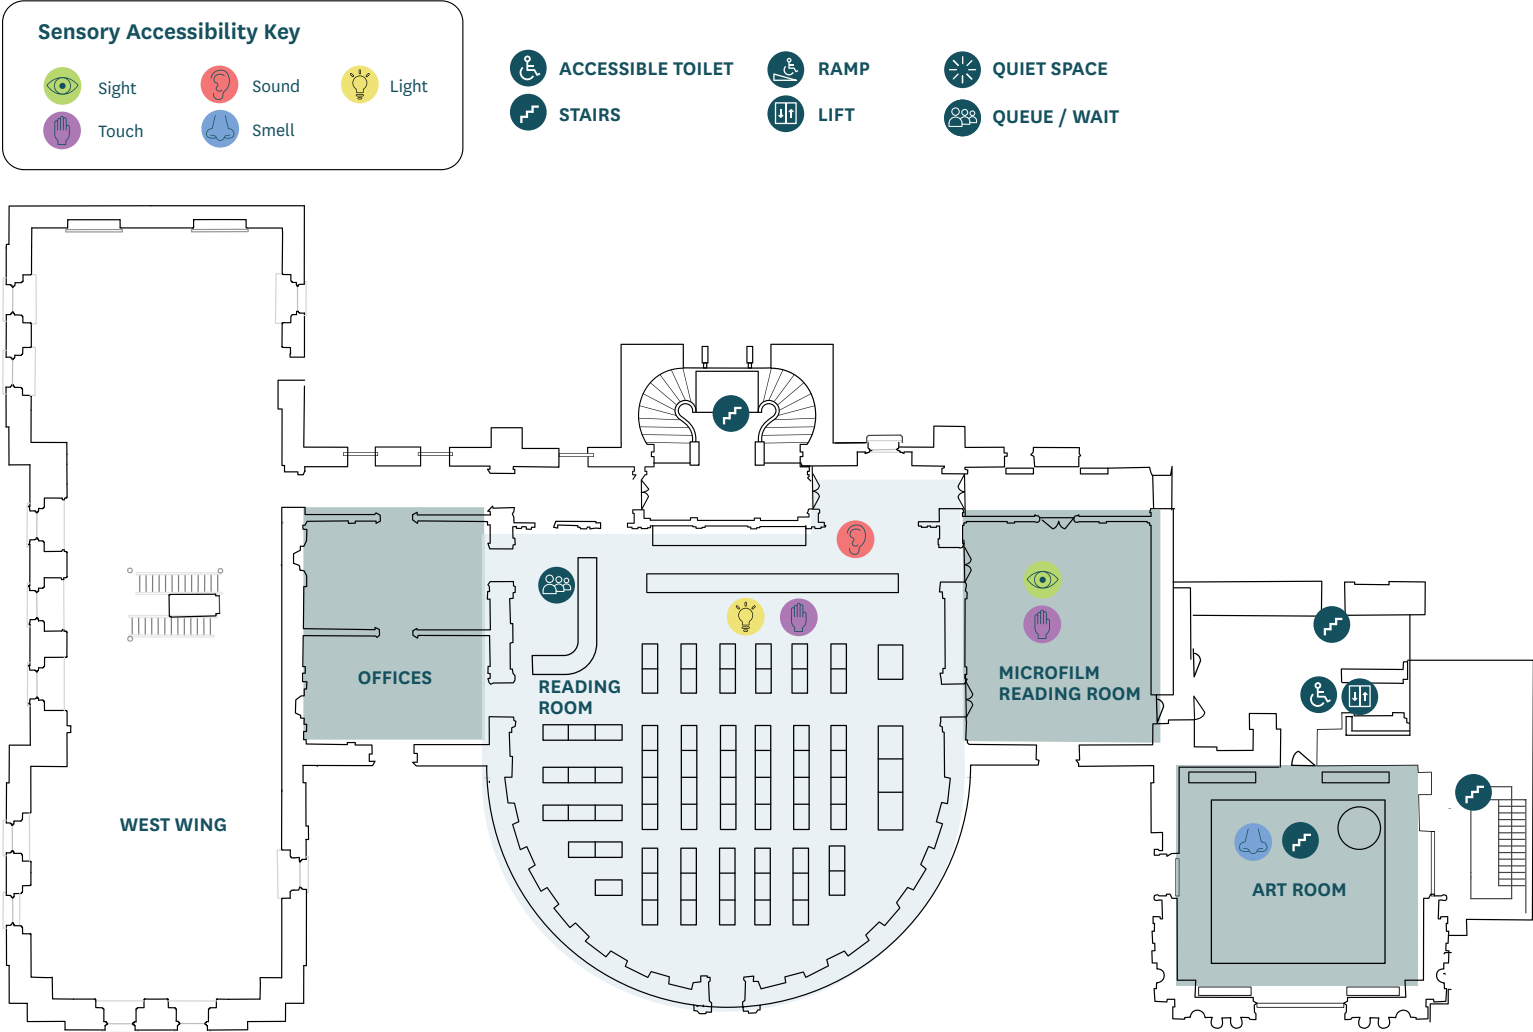 Sensory Accessibility Key
Sight
Sound
Light
Touch
Smell
ACCESSIBLE TOILET
RAMP
QUIET SPACE
STAIRS
LIFT
QUEUE / WAIT
OFFICES
READING
ROOM
MICROFILM
READING ROOM
WEST WING
ART ROOM